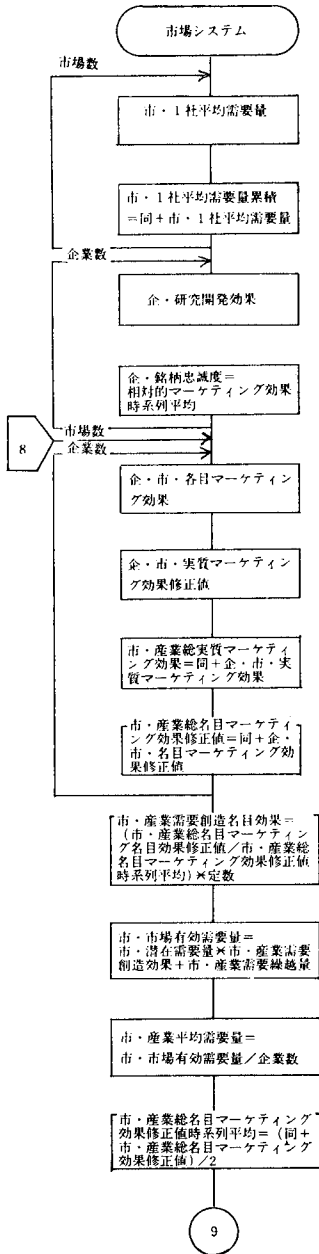 市場システム
市場数
市・1社平均需要量
市・1社平均需要量累積
=同+市・1社平均需要量
企業数
企・研究開発効果
企・銘柄忠誠度=
相対的マーケティング効果
時系列平均
市場数
8
企業数
企・市・各目マーケティン
グ効果
企・市・実質マーケティン
グ効果修正値
市・産業総実質マーケティ
ング効果=同+企・市・実
質マーケティング効果
市・産業総名目マーケティ
ング効果修正値=同+企・
市・名目マーケティング効
果修正値
市・産業需要創造名目効果=
(市・産業総名目マーケティン
グ名目効果修正値/市・産業総
名目マーケティング効果修正値
時系列平均)*定数
市・市場有効需要量=
市・潜在需要量*市・産業需要
創造効果+市・産業需要繰越量
市・産業平均需要量=
市・市場有効需要量/企業数
市・産業総名目マーケティング
効果修正値時系列平均=(同+
市・産業総名目マーケティング
効果修正値)/2
9